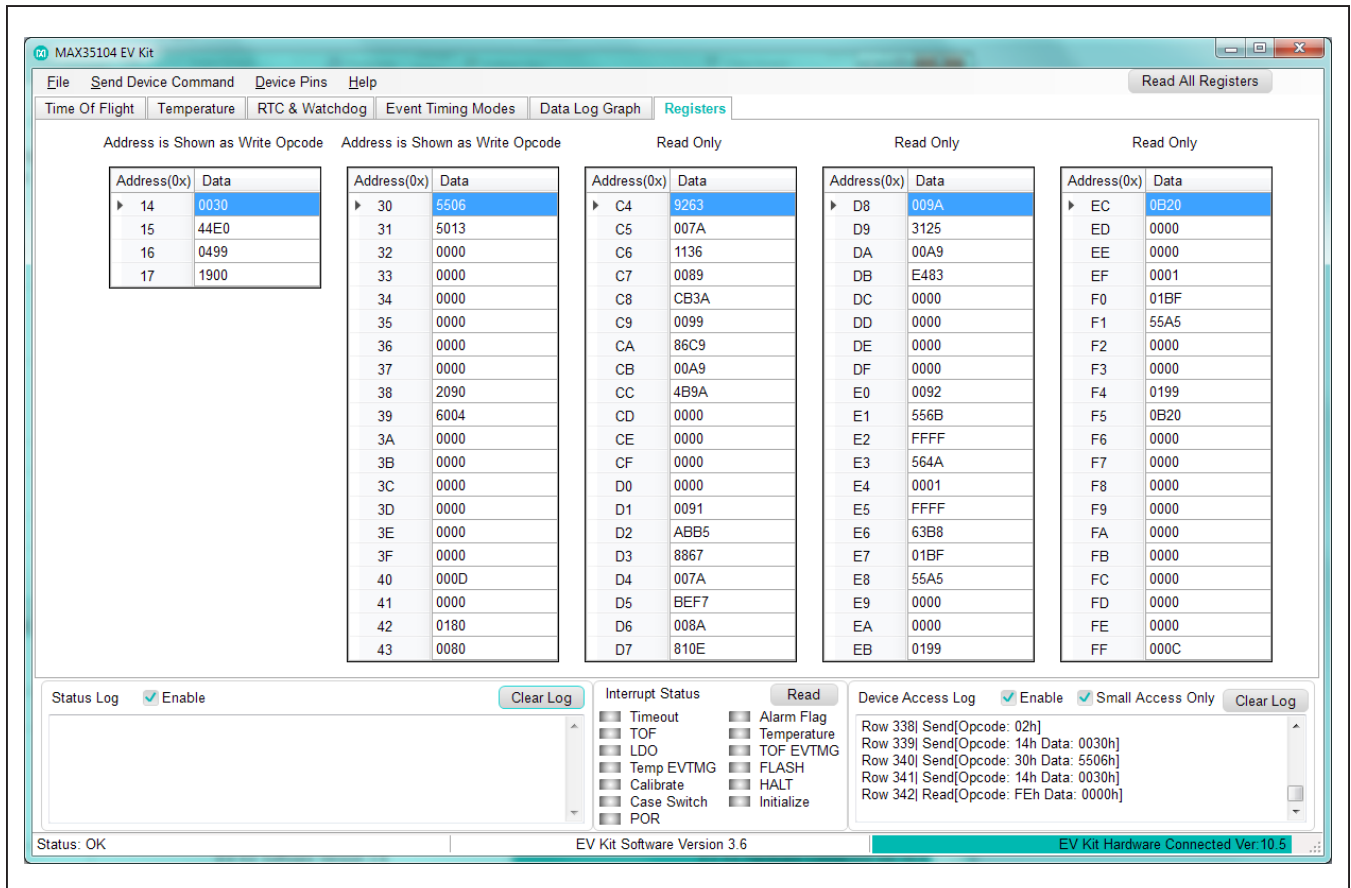 MAX35104 EV Kit
File Send Device Command Device Pins Help Read All Registers
Time Of Flight Temperature RTC & Watchdog Event Timing Modes Data Log Graph Registers
Address is Shown as Write Opcode Address is Shown as Write Opcode Read Only Read Only Read Only
Address(0x) Data Address(0x) Data Address(0x) Data Address(0x) Data Address(0x) Data
14 0030 30 5506 C4 9263 D8 009A EC 0B20
15 44E0 31 5013 C5 007A D9 3125 ED 0000
16 0499 32 0000 C6 1136 DA 00A9 EE 0000
17 1900 33 0000 C7 0089 DB E483 EF 0001
34 0000 C8 CB3A DC 0000 F0 01BF
35 0000 C9 0099 DD 0000 F1 55A5
36 0000 CA 86C9 DE 0000 F2 0000
37 0000 CB 00A9 DF 0000 F3 0000
38 2090 CC 4B9A E0 0092 F4 0199
39 6004 CD 0000 E1 556B F5 0B20
3A 0000 CE 0000 E2 FFFF F6 0000
3B 0000 CF 0000 E3 564A F7 0000
3C 0000 D0 0000 E4 0001 F8 0000
3D 0000 D1 0091 E5 FFFF F9 0000
3E 0000 D2 ABB5 E6 63B8 FA 0000
3F 0000 D3 8867 E7 01BF FB 0000
40 000D D4 007A E8 55A5 FC 0000
41 0000 D5 BEF7 E9 0000 FD 0000
42 0180 D6 008A EA 0000 FE 0000
43 0080 D7 810E EB 0199 FF 000C
Status Log Enable Clear Log
Interrupt Status Read
Timeout Alarm Flag
TOF Temperature
LDO TOF EVTMG
Temp EVTMG FLASH
Calibrate HALT
Case Switch Initialize
POR
Device Access Log Enable Small Access Only Clear Log
Row 338| Send[Opcode: 02h]
Row 339| Send[Opcode: 14h Data: 0030h]
Row 340| Send[Opcode: 30h Data: 5506h]
Row 341| Send[Opcode: 14h Data: 0030h]
Row 342| Read[Opcode: FEh Data: 0000h]
Status: OK EV Kit Software Version 3.6 EV Kit Hardware Connected Ver:10.5